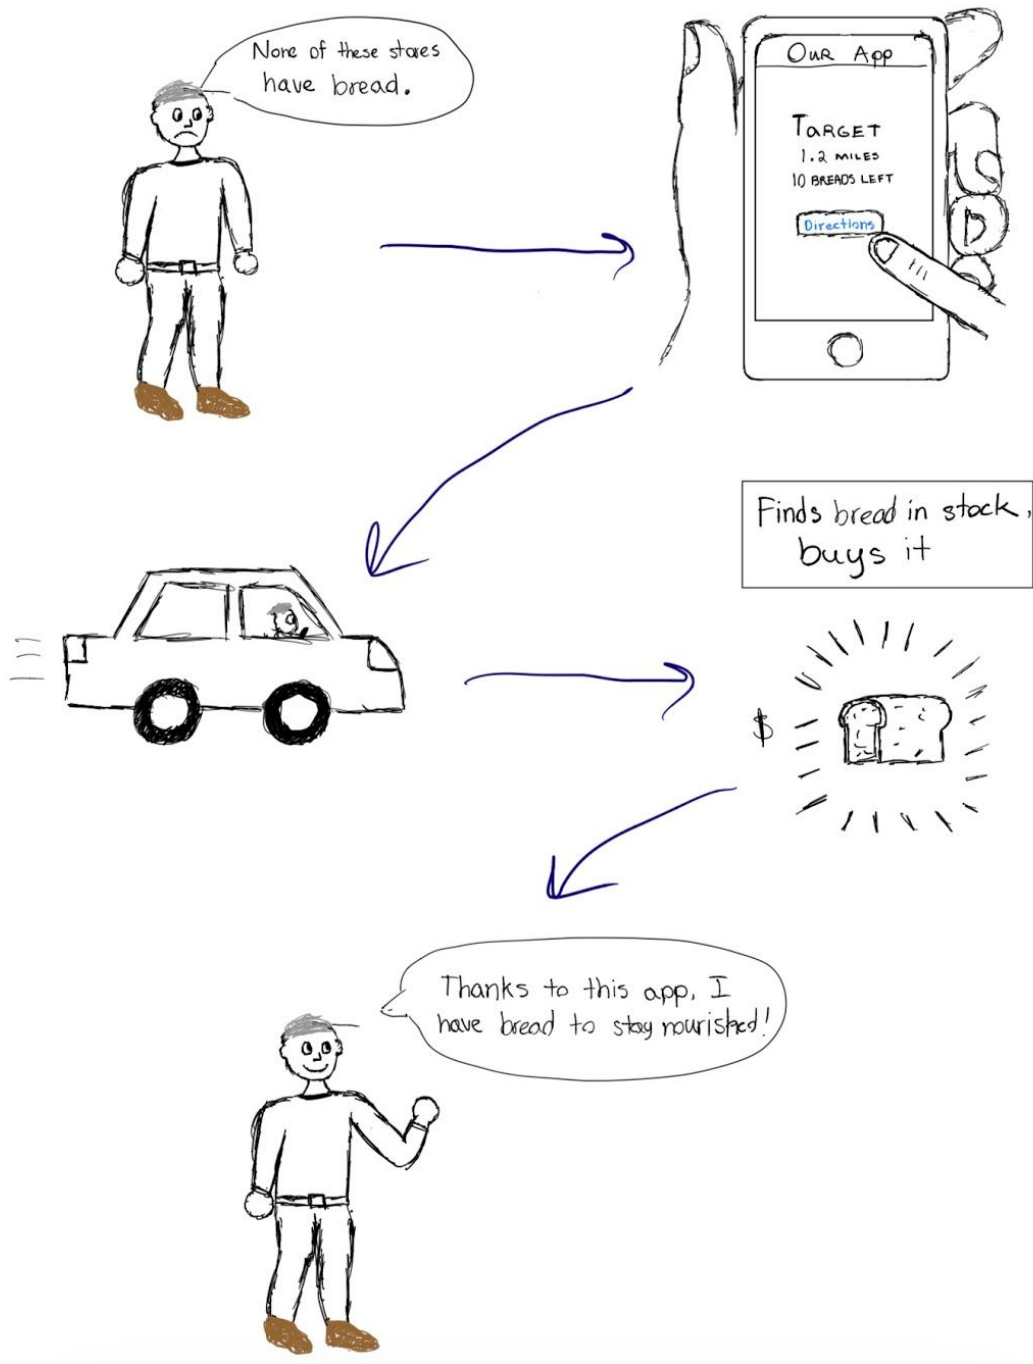 None of these stores
have bread.
OUR APP
TARGET
1.2 MILES
10 BREADS LEFT
Directions
Finds bread in stock,
buys it
$
Thanks to this app, I
have bread to stay nourished!